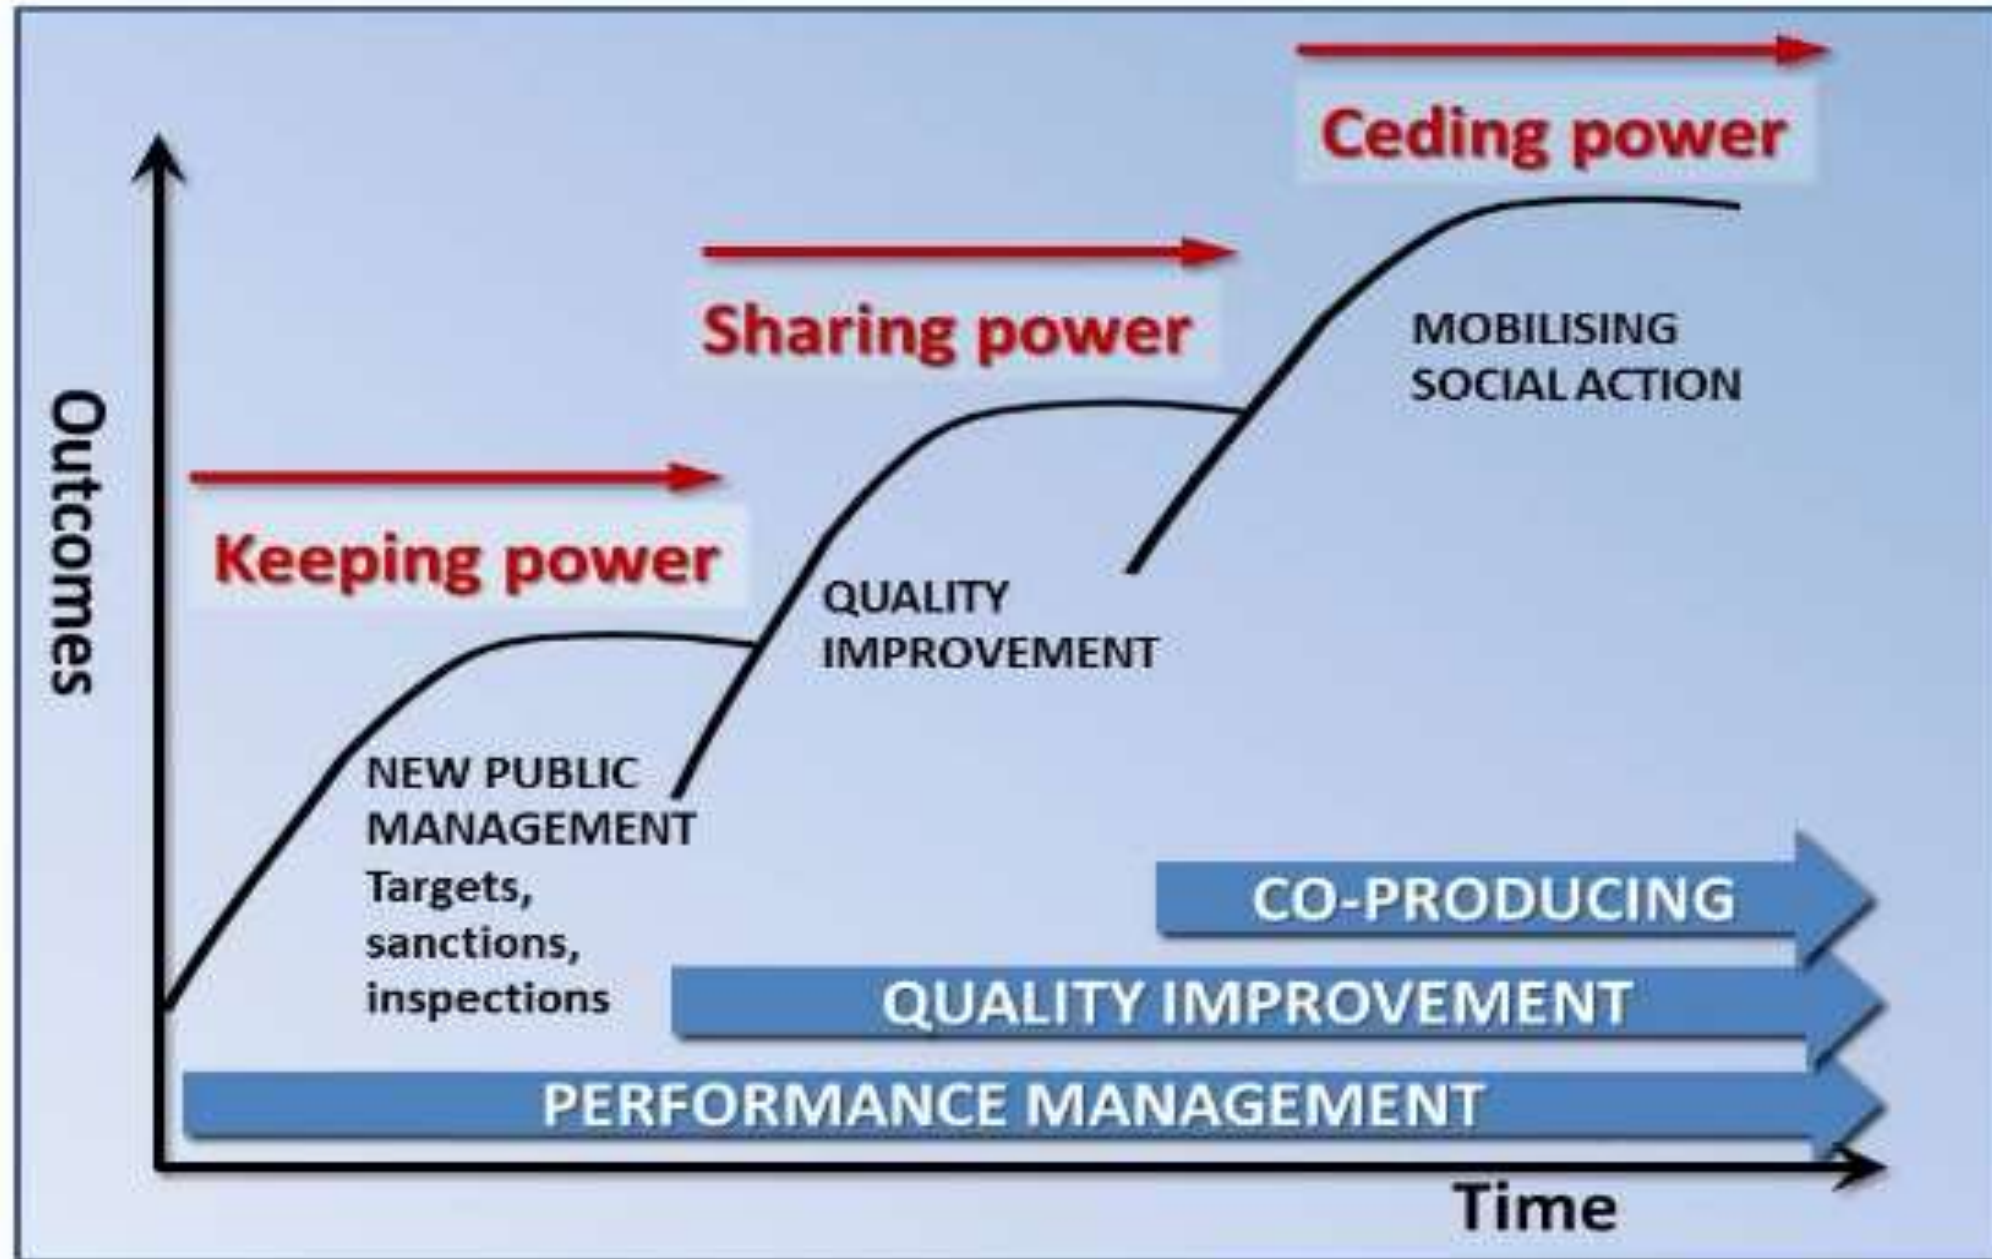 Ceding power
Sharing power
MOBILISING
SOCIAL ACTION
Outcomes
Keeping power
QUALITY
IMPROVEMENT
NEW PUBLIC
MANAGEMENT
Targets,
sanctions,
inspections
CO-PRODUCING
QUALITY IMPROVEMENT
PERFORMANCE MANAGEMENT
Time